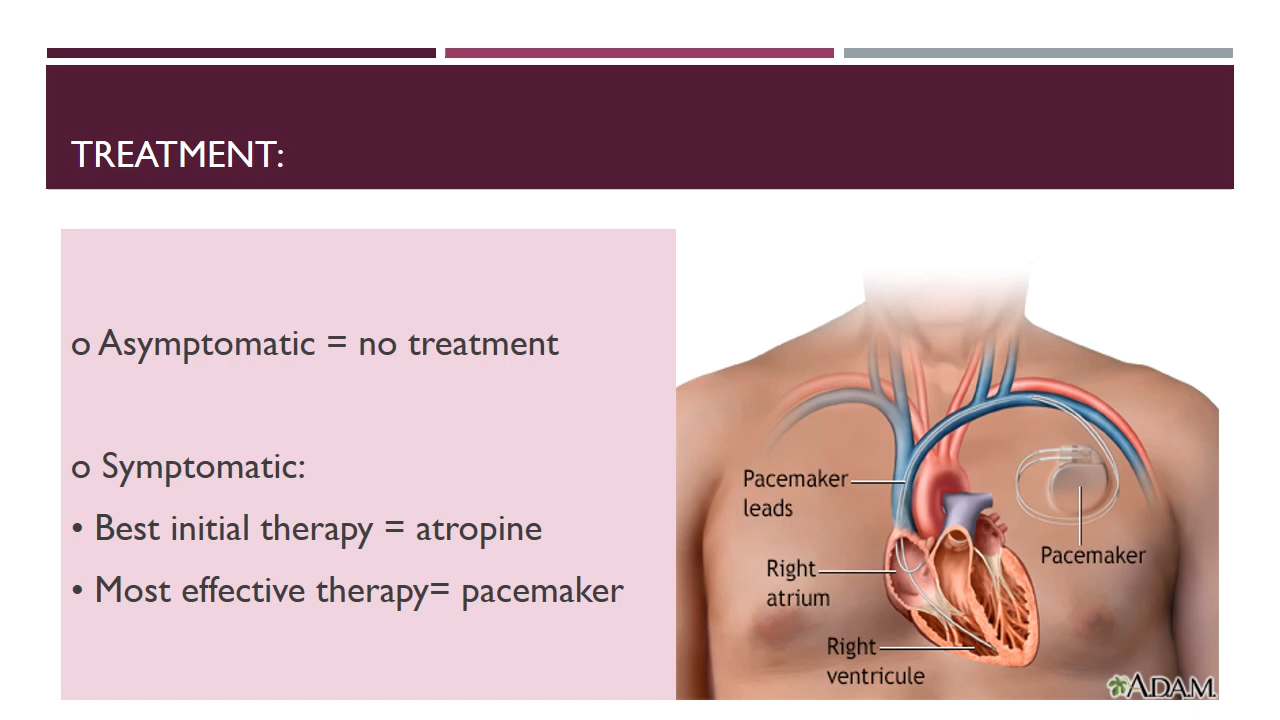 TREATMENT:
o Asymptomatic = no treatment
o Symptomatic:
• Best initial therapy = atropine
• Most effective therapy= pacemaker
Pacemaker
leads
Right
atrium
Right
ventricule
Pacemaker
A.D.A.M.